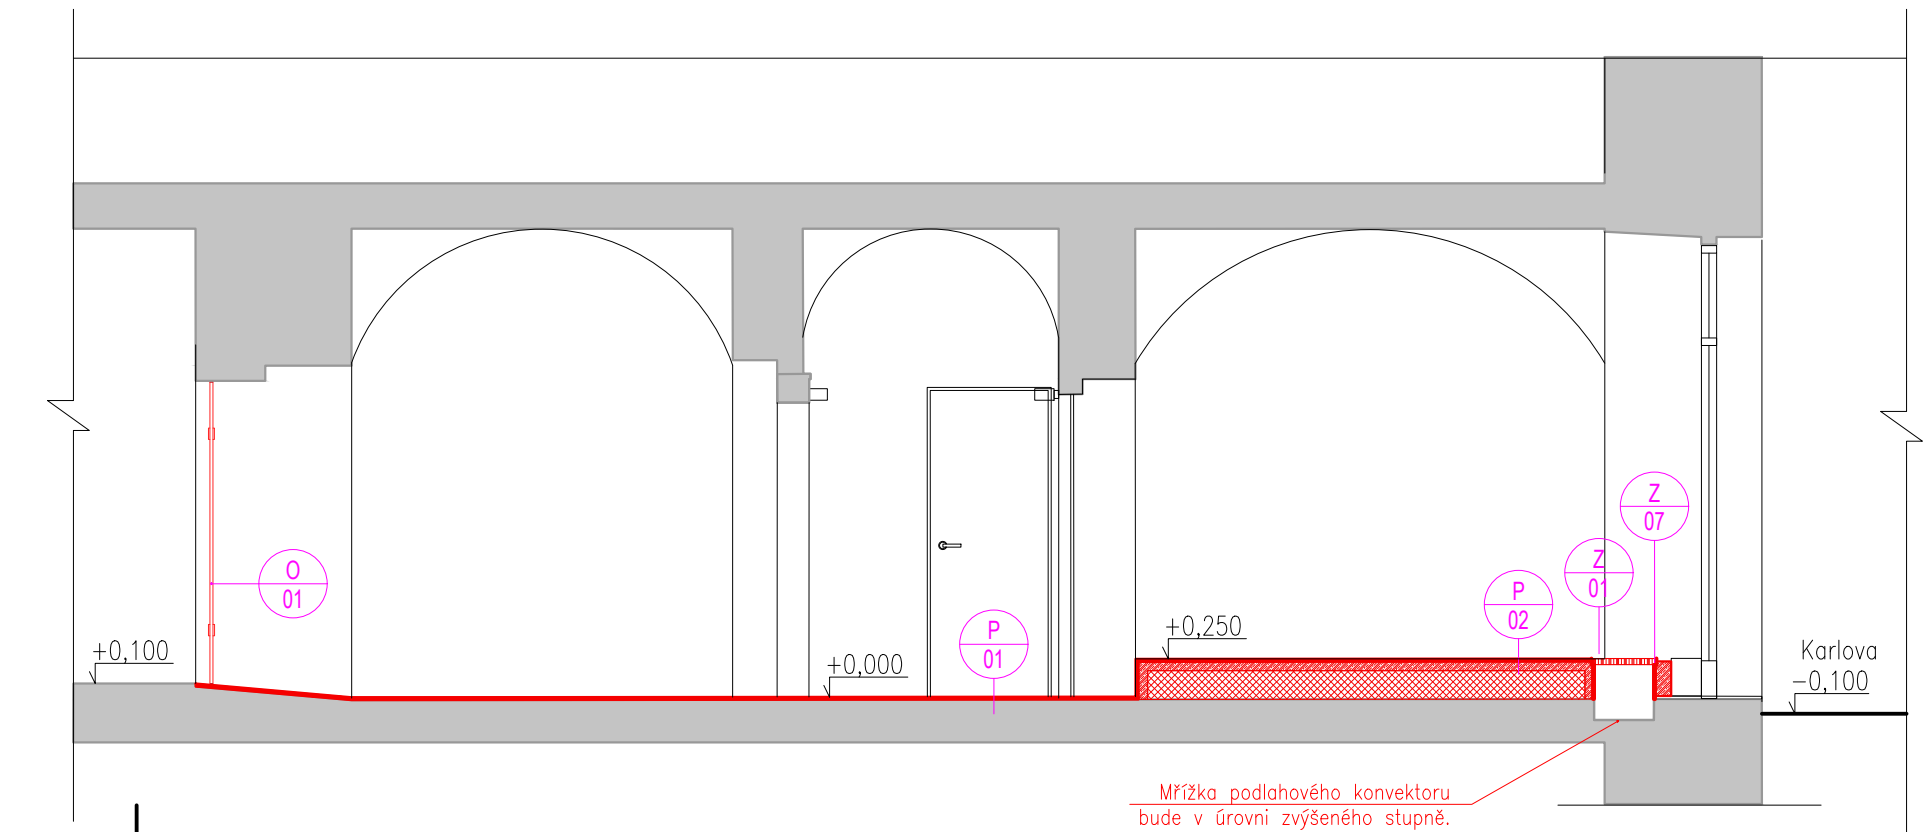 Z
07
Z
01
O
01
P
02
P
01
+0,250
+0,100
+0,000
Karlova
-0,100
Mřížka podlahového konvektoru
bude v úrovni zvýšeného stupně.